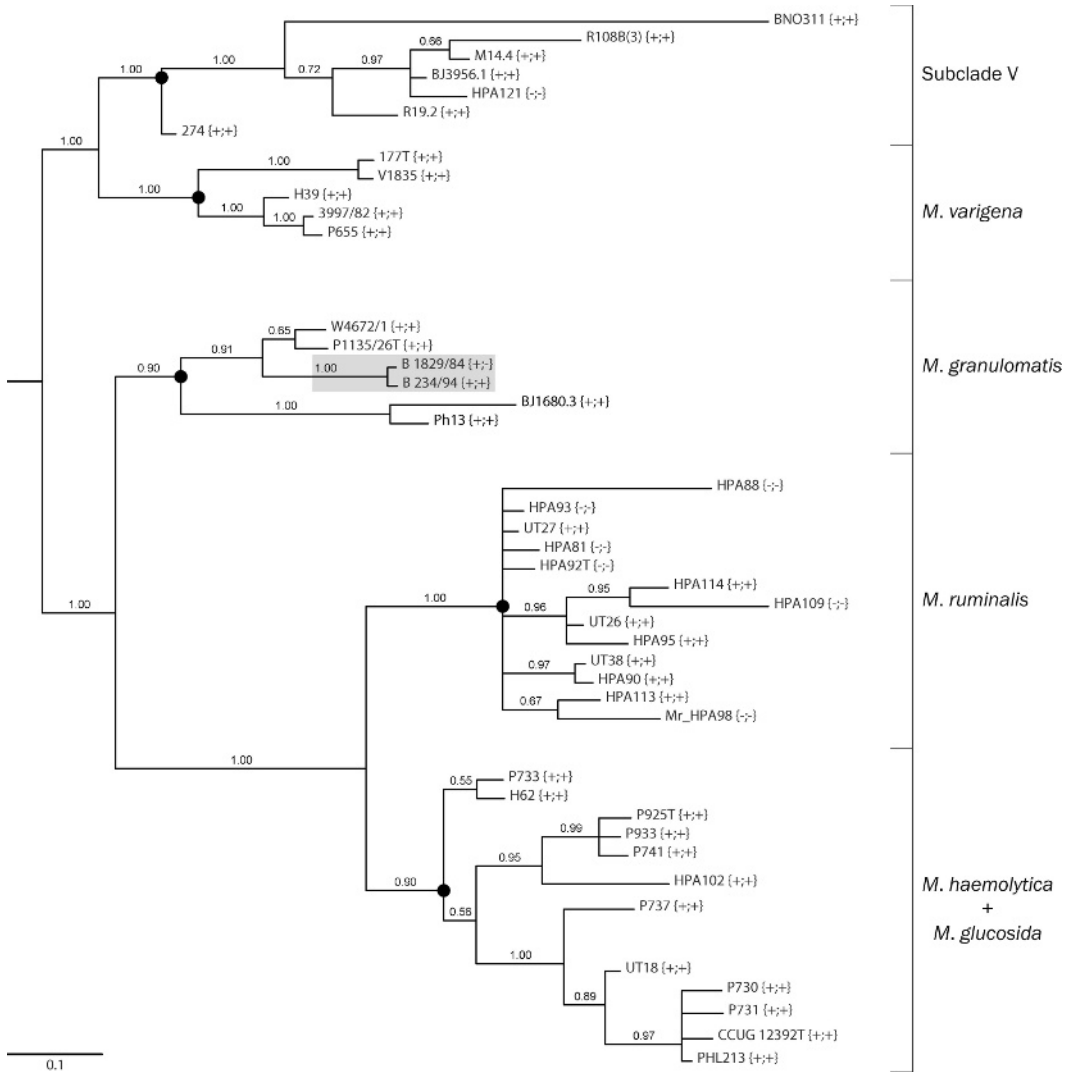 BNO311 {+;+}
R108B(3) {+;+}
0.66
M14.4 {+;+}
1.00
0.97
1.00
0.72
BJ3956.1 {+;+}
Subclade V
HPA121 {-;-}
R19.2 {+;+}
274 {+;+}
1.00
177T {+;+}
1.00
V1835 {+;+}
1.00
H39 {+;+}
1.00
3997/82 {+;+}
M. varigena
1.00
P655 {+;+}
W4672/1 {+;+}
0.65
P1135/26T {+;+}
0.91
B 1829/84 {+;-}
0.90
1.00
M. granulomatis
B 234/94 {+;+}
BJ1680.3 {+;+}
1.00
Ph13 {+;+}
HPA88 {-;-}
HPA93 {-;-}
UT27 {+;+}
HPA81 {-;-}
HPA92T {-;-}
HPA114 {+;+}
0.95
1.00
1.00
0.96
HPA109 {-;-}
M. ruminalis
UT26 {+;+}
HPA95 {+;+}
UT38 {+;+}
0.97
HPA90 {+;+}
HPA113 {+;+}
0.67
Mr_HPA98 {-;-}
1.00
P733 {+;+}
0.55
H62 {+;+}
P925T {+;+}
0.99
P933 {+;+}
P741 {+;+}
0.95
HPA102 {+;+}
0.90
M. haemolytica
+
M. glucosida
0.56
P737 {+;+}
1.00
UT18 {+;+}
P730 {+;+}
0.89
P731 {+;+}
0.97
CCUG 12392T {+;+}
PHL213 {+;+}
0.1